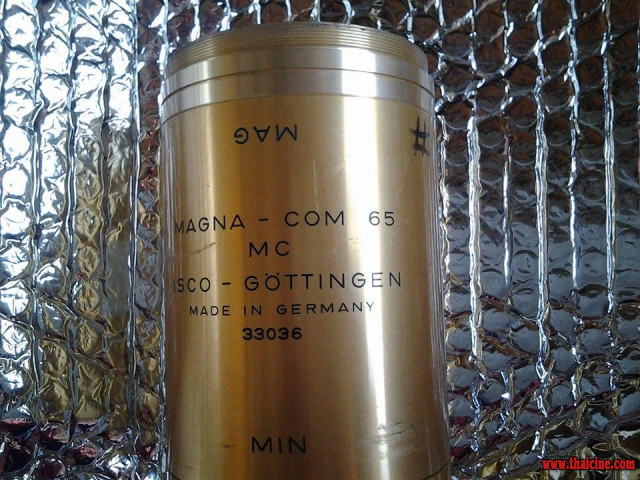 MAG
#
MAGNA - COM 65
MC
ISCO - GÖTTINGEN
MADE IN GERMANY
33036
MIN
www.thaicine.com